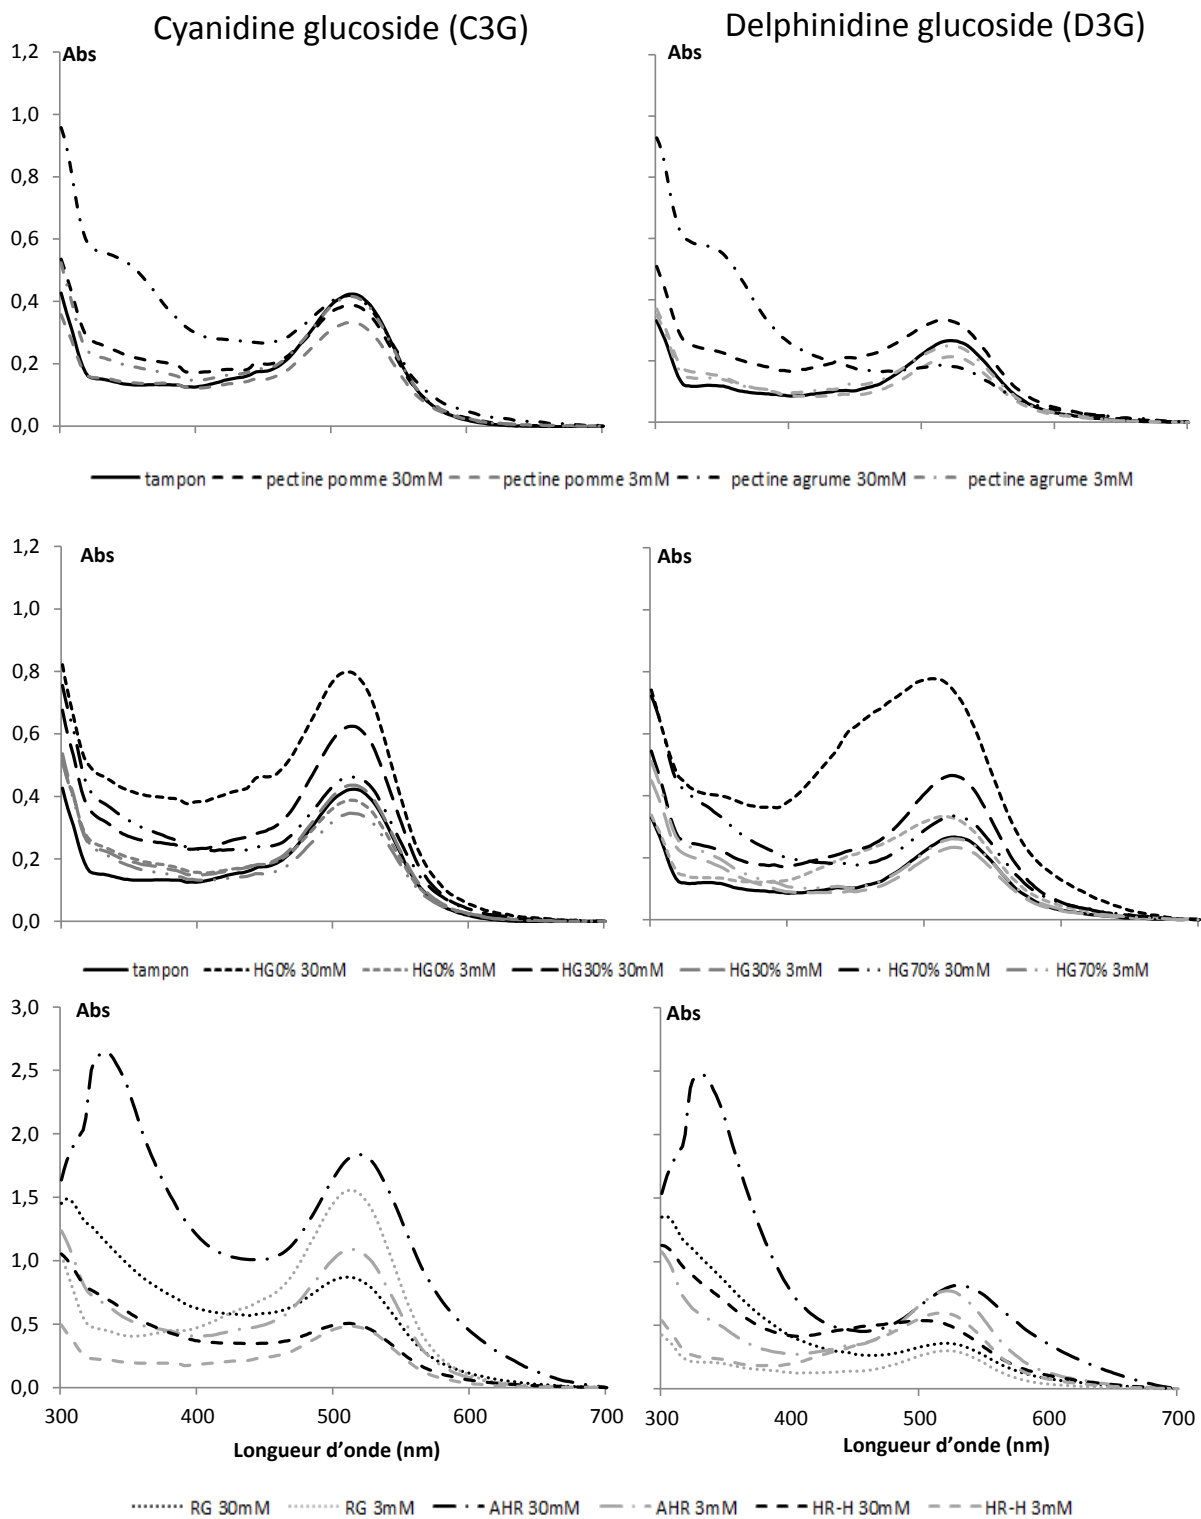 Cyanidine glucoside (C3G)
Delphinidine glucoside (D3G)
1,2
Abs
Abs
1,0
0,8
0,6
0,4
0,2
0,0
tampon
pectine pomme 30mM
pectine pomme 3mM
pectine agrume 30mM
pectine agrume 3mM
1,2
Abs
Abs
1,0
0,8
0,6
0,4
0,2
0,0
tampon
HG0% 30mM
HG0% 3mM
HG30% 30mM
HG30% 3mM
HG70% 30mM
HG70% 3mM
3,0
Abs
Abs
2,5
2,0
1,5
1,0
0,5
0,0
300
400
500
600
700
300
400
500
600
700
Longueur d'onde (nm)
Longueur d'onde (nm)
RG 30mM
RG 3mM
AHR 30mM
AHR 3mM
HR-H 30mM
HR-H 3mM